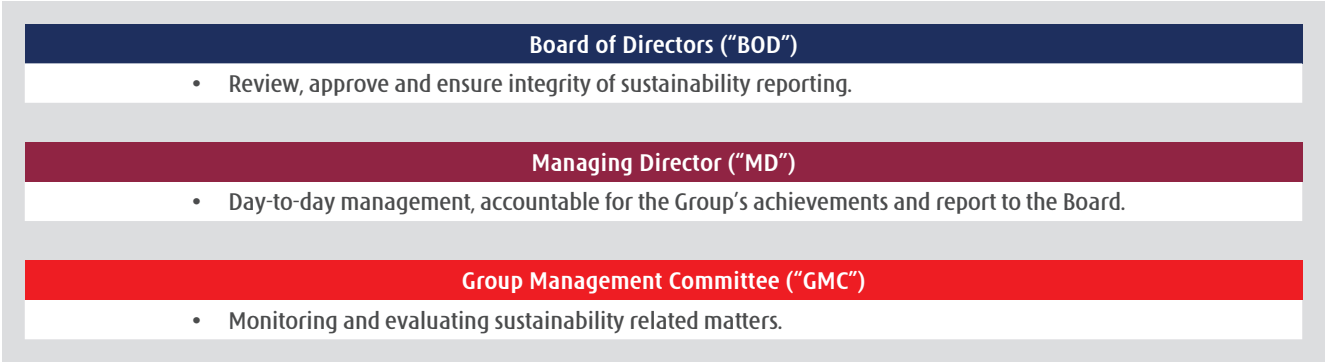 Board of Directors (“BOD”)
• Review, approve and ensure integrity of sustainability reporting.
Managing Director (“MD”)
• Day-to-day management, accountable for the Group’s achievements and report to the Board.
Group Management Committee (“GMC”)
• Monitoring and evaluating sustainability related matters.